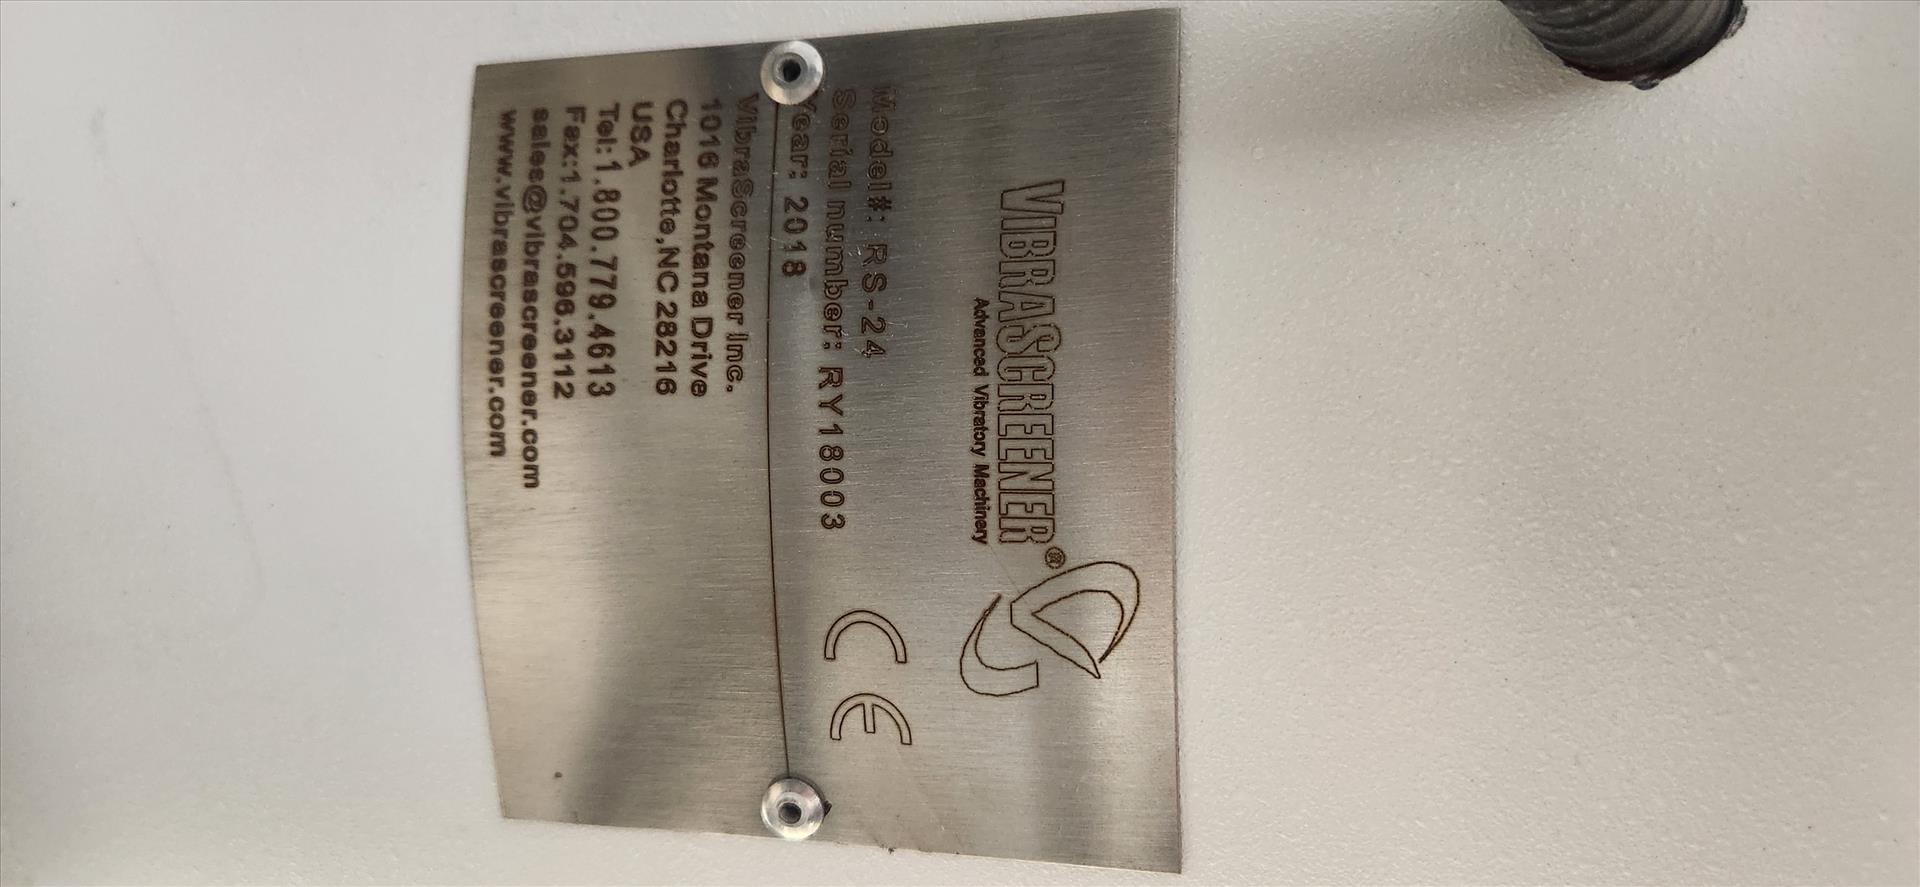 VIBRASCREENER®
Advanced Vibratory Machinery
Model#: RS-24
Serial number: RY18003
Year: 2018
CE
VibraScreener Inc.
1016 Montana Drive
Charlotte,NC 28216
USA
Tel:1.800.779.4613
Fax:1.704.596.3112
sales@vibrascreener.com
www.vibrascreener.com